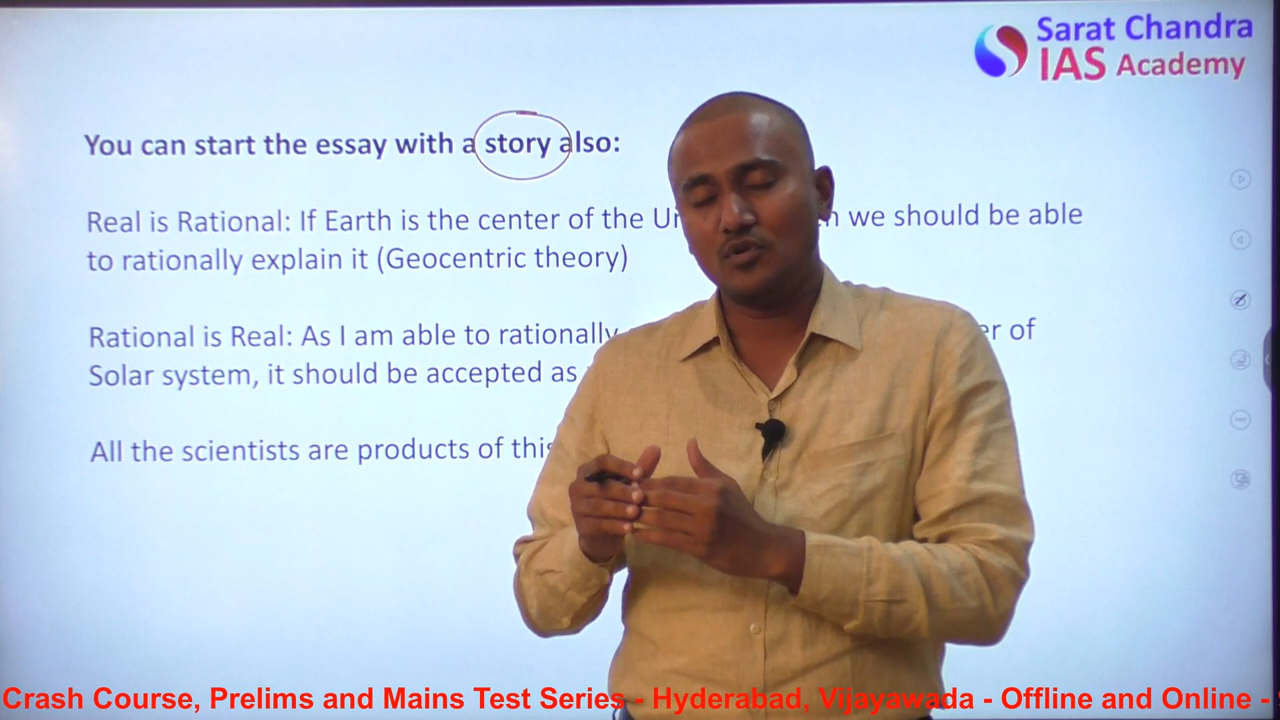 Sarat Chandra
IAS Academy
You can start the essay with a story also:
Real is Rational: If Earth is the center of the we should be able
to rationally explain it (Geocentric theory)
Rational is Real: As I am able to rationally of
Solar system, it should be accepted as
All the scientists are products of
Crash Course, Prelims and Mains Test Series - Hyderabad, Vijayawada - Offline and Online -